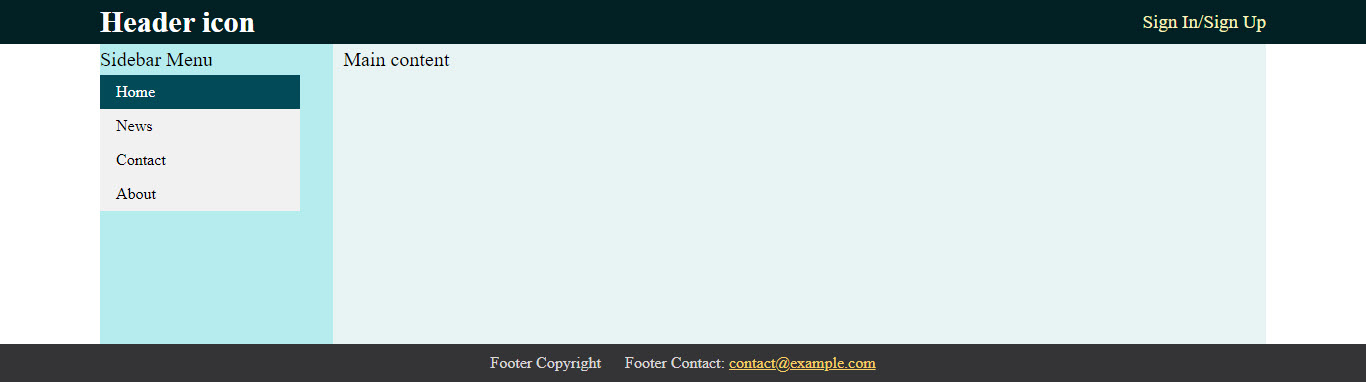 Header icon
Sign In/Sign Up
Sidebar Menu
Home
News
Contact
About
Main content
Footer Copyright
Footer Contact: contact@example.com